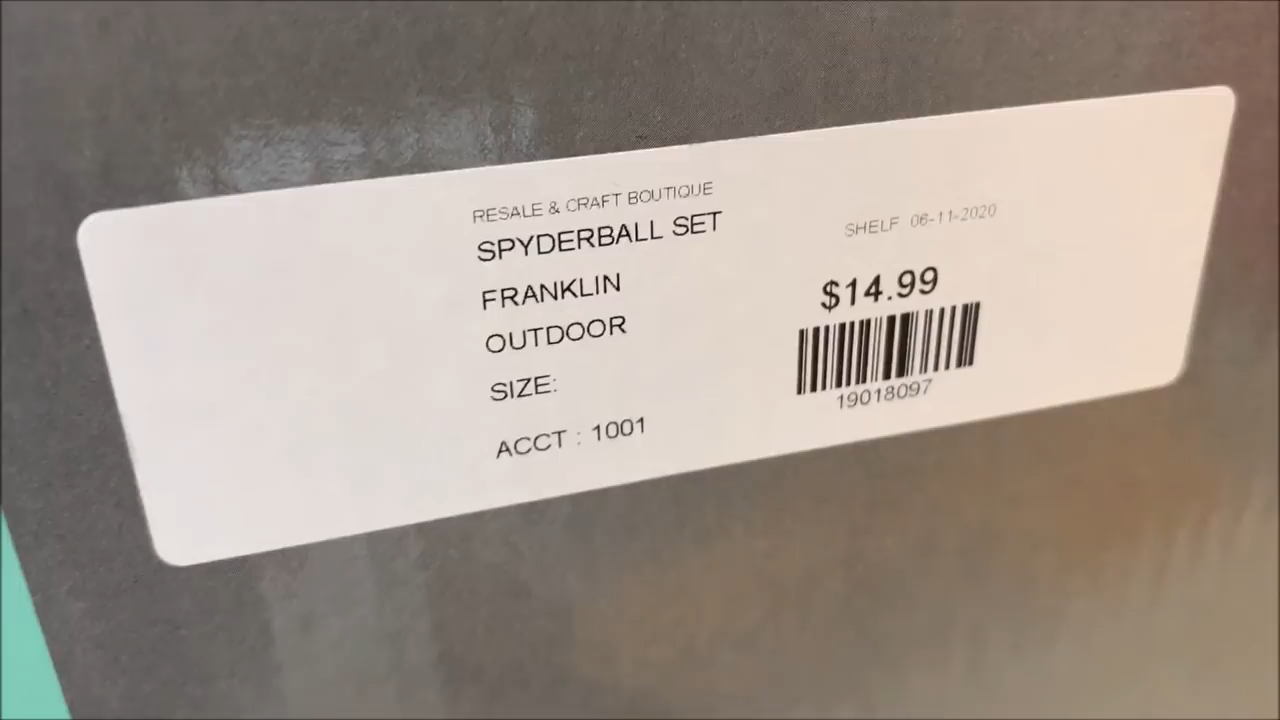 RESALE & CRAFT BOUTIQUE
SPYDERBALL SET
FRANKLIN
OUTDOOR
SIZE:
ACCT : 1001
SHELF 06-11-2020
$14.99
19018097